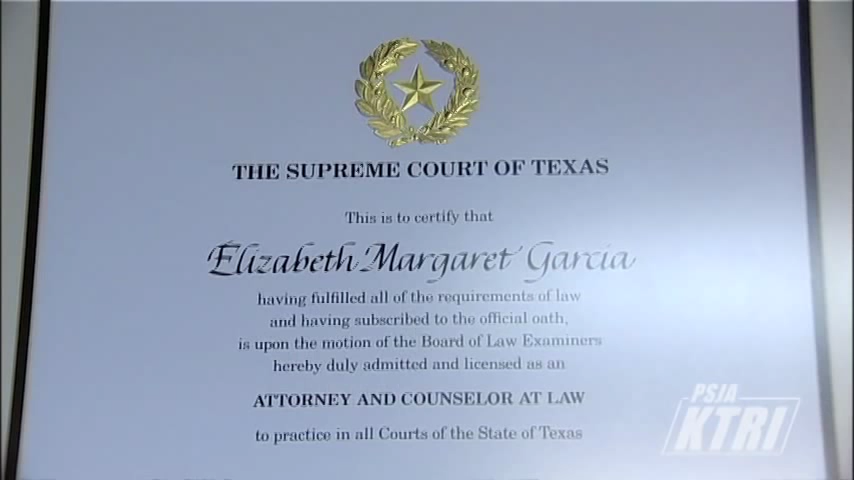 THE SUPREME COURT OF TEXAS
This is to certify that
Elizabeth Margaret Garcia
having fulfilled all of the requirements of law
and having subscribed to the official oath,
is upon the motion of the Board of Law Examiners
hereby duly admitted and licensed as an
ATTORNEY AND COUNSELOR AT LAW
to practice in all Courts of the State of Texas
PSJA
KTRI